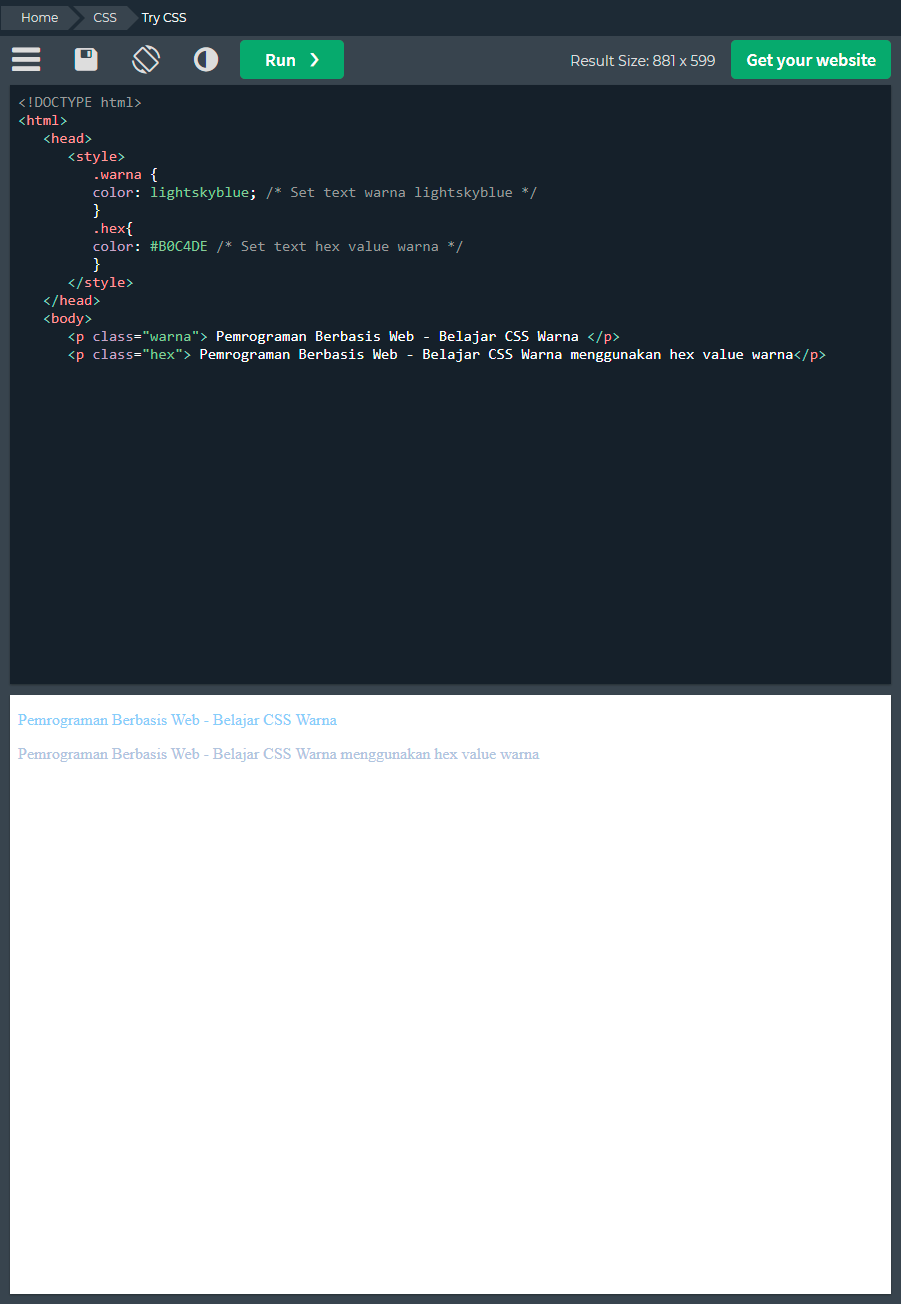 Home CSS Try CSS
Run ❯ Result Size: 881 x 599 Get your website
<!DOCTYPE html>
<html>
<head>
<style>
.warna {
color: lightskyblue; /* Set text warna lightskyblue */
}
.hex{
color: #B0C4DE /* Set text hex value warna */
}
</style>
</head>
<body>
<p class="warna"> Pemrograman Berbasis Web - Belajar CSS Warna </p>
<p class="hex"> Pemrograman Berbasis Web - Belajar CSS Warna menggunakan hex value warna</p>
Pemrograman Berbasis Web - Belajar CSS Warna
Pemrograman Berbasis Web - Belajar CSS Warna menggunakan hex value warna